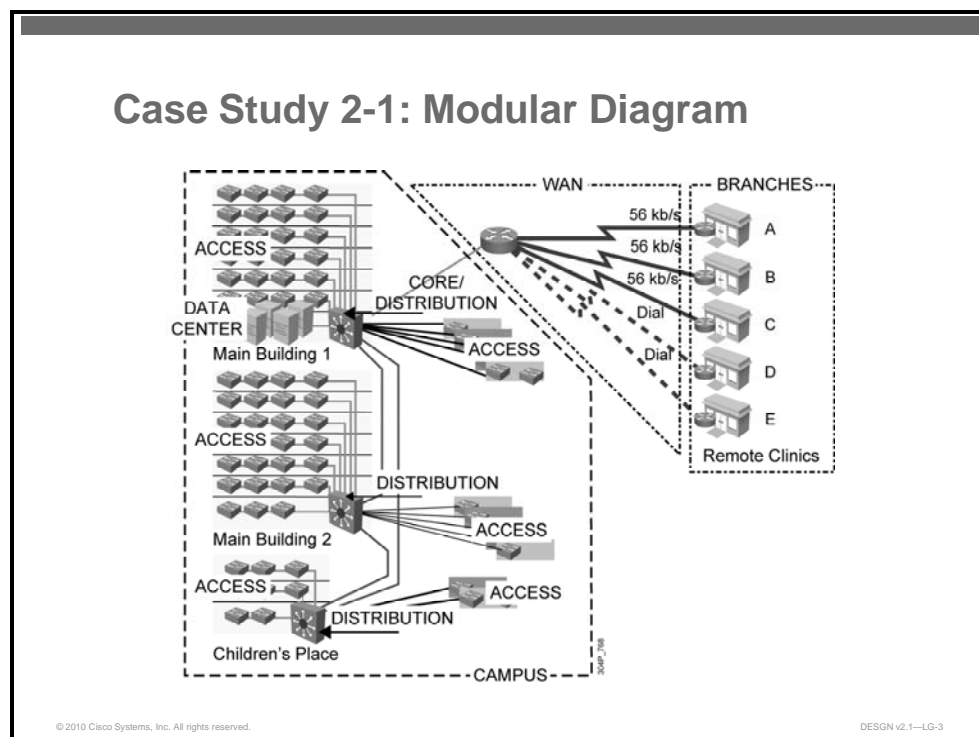 Case Study 2-1: Modular Diagram
WAN
BRANCHES
56 kb/s
A
56 kb/s
ACCESS
B
CORE/
DISTRIBUTION
56 kb/s
DATA
CENTER
C
Dial
Main Building 1
ACCESS
Dial
D
ACCESS
E
Remote Clinics
DISTRIBUTION
ACCESS
Main Building 2
ACCESS
ACCESS
DISTRIBUTION
Children's Place
CAMPUS
304P_768
© 2010 Cisco Systems, Inc. All rights reserved.
DESGN v2.1—LG-3